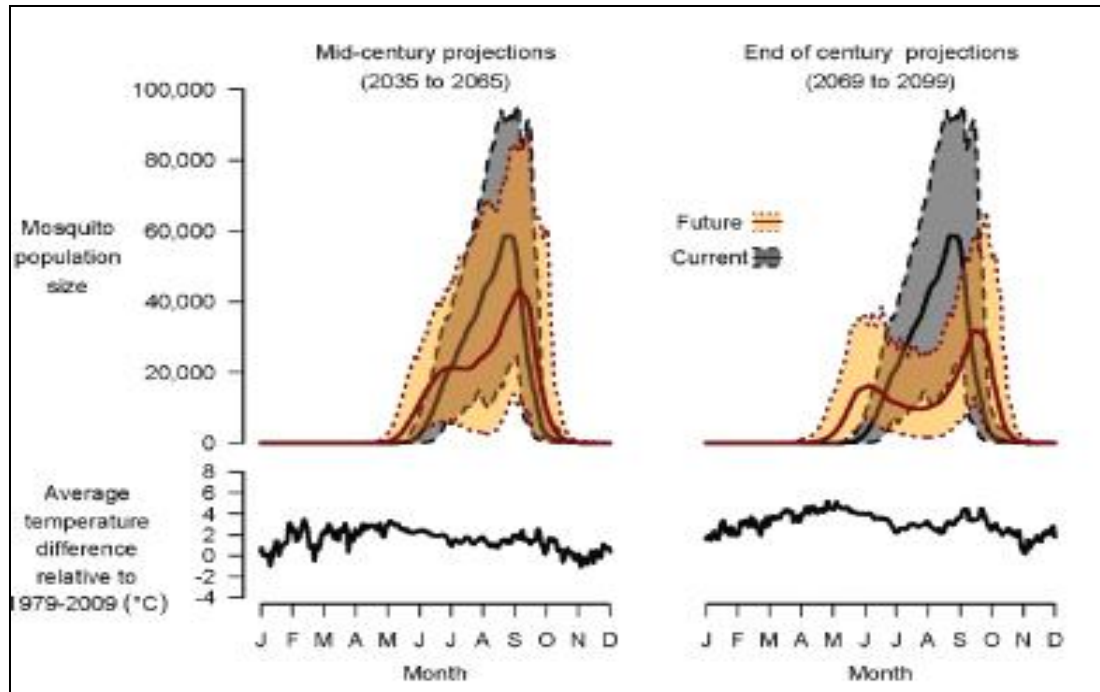 Mid-century projections
(2035 to 2065)
End of century projections
(2069 to 2099)
100,000
80,000
60,000
40,000
20,000
0
Mosquito
population
size
Future
Current
8
6
4
2
0
-2
-4
Average
temperature
difference
relative to
1979-2009 (°C)
J F M A M J J A S O N D
Month
J F M A M J J A S O N D
Month